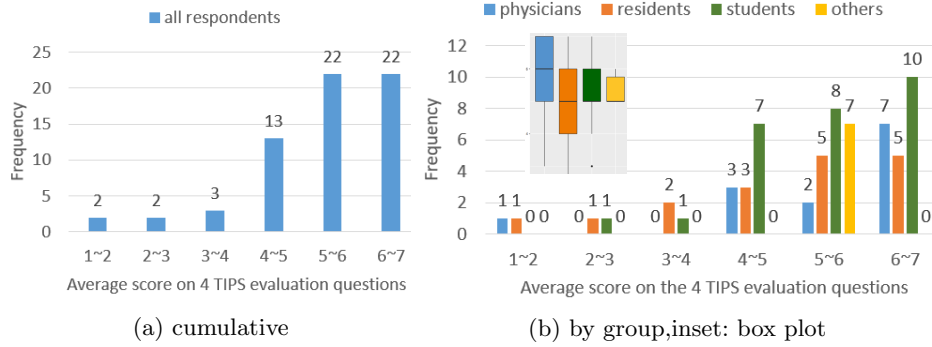 all respondents
25
20
15
10
5
0
Frequency
2 2 3 13 22 22
1~2 2~3 3~4 4~5 5~6 6~7
Average score on 4 TIPS evaluation questions
(a) cumulative
physicians residents students others
12
10
8
6
4
2
0
Frequency
1 1 0 0 0 1 1 0 0 2 1 0 3 3 7 0 2 5 8 7 7 5 10 0
1~2 2~3 3~4 4~5 5~6 6~7
Average score on the 4 TIPS evaluation questions
(b) by group,inset: box plot